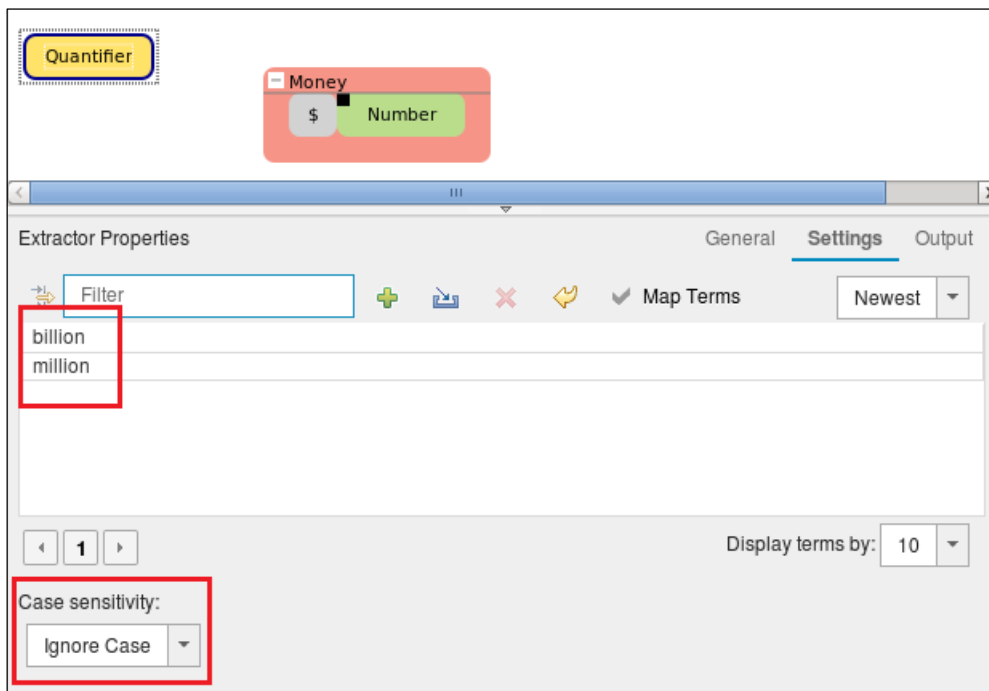 Quantifier
Money
$ Number
Extractor Properties General Settings Output
Filter Map Terms Newest
billion
million
1 Display terms by: 10
Case sensitivity:
Ignore Case